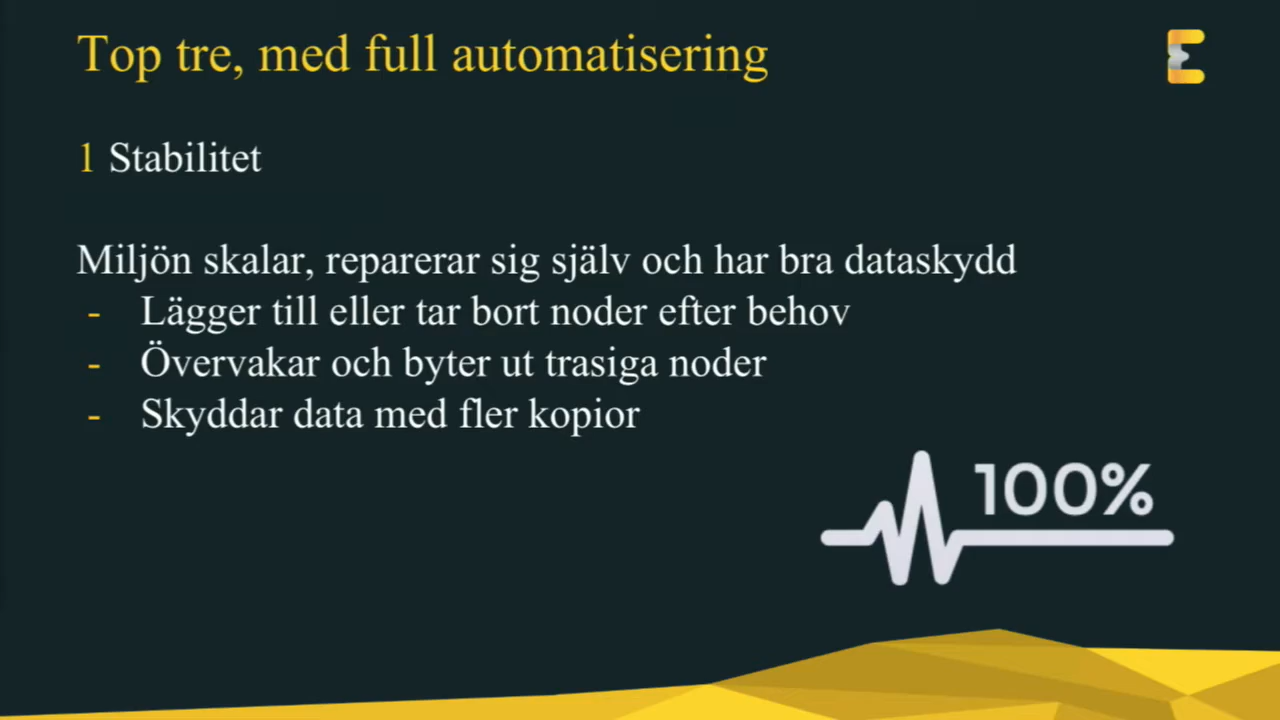 Top tre, med full automatisering
1 Stabilitet
Miljön skalar, reparerar sig själv och har bra dataskydd
- Lägger till eller tar bort noder efter behov
- Övervakar och byter ut trasiga noder
- Skyddar data med fler kopior
100%